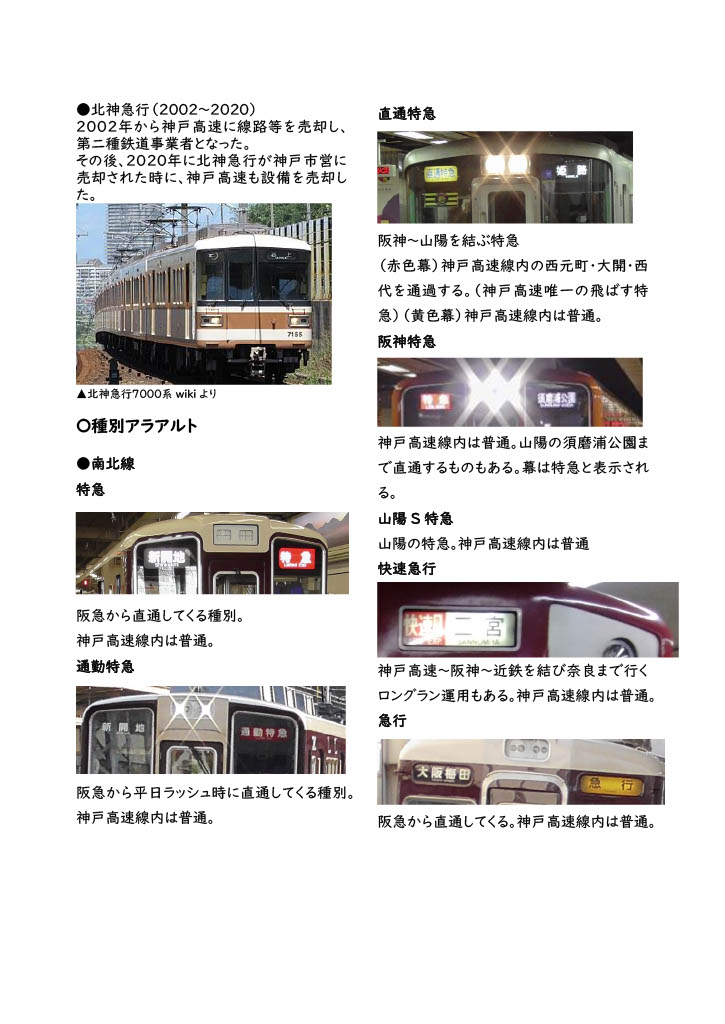 ●北神急行（2002～2020）
2002年から神戸高速に線路等を売却し、
第二種鉄道事業者となった。
その後、2020年に北神急行が神戸市営に
売却された時に、神戸高速も設備を売却し
た。
7155
▲北神急行7000系 wiki より
〇種別アラアルト
●南北線
特急
新開地
特急
阪急から直通してくる種別。
神戸高速線内は普通。
通勤特急
新開地
通勤特急
阪急から平日ラッシュ時に直通してくる種別。
神戸高速線内は普通。
直通特急
直通特急
姫路
阪神～山陽を結ぶ特急
（赤色幕）神戸高速線内の西元町・大開・西
代を通過する。（神戸高速唯一の飛ばす特
急）（黄色幕）神戸高速線内は普通。
阪神特急
特急
須磨浦公園
神戸高速線内は普通。山陽の須磨浦公園ま
で直通するものもある。幕は特急と表示され
る。
山陽 S 特急
山陽の特急。神戸高速線内は普通
快速急行
三宮
神戸高速～阪神～近鉄を結び奈良まで行く
ロングラン運用もある。神戸高速線内は普通。
急行
大阪梅田
急行
阪急から直通してくる。神戸高速線内は普通。